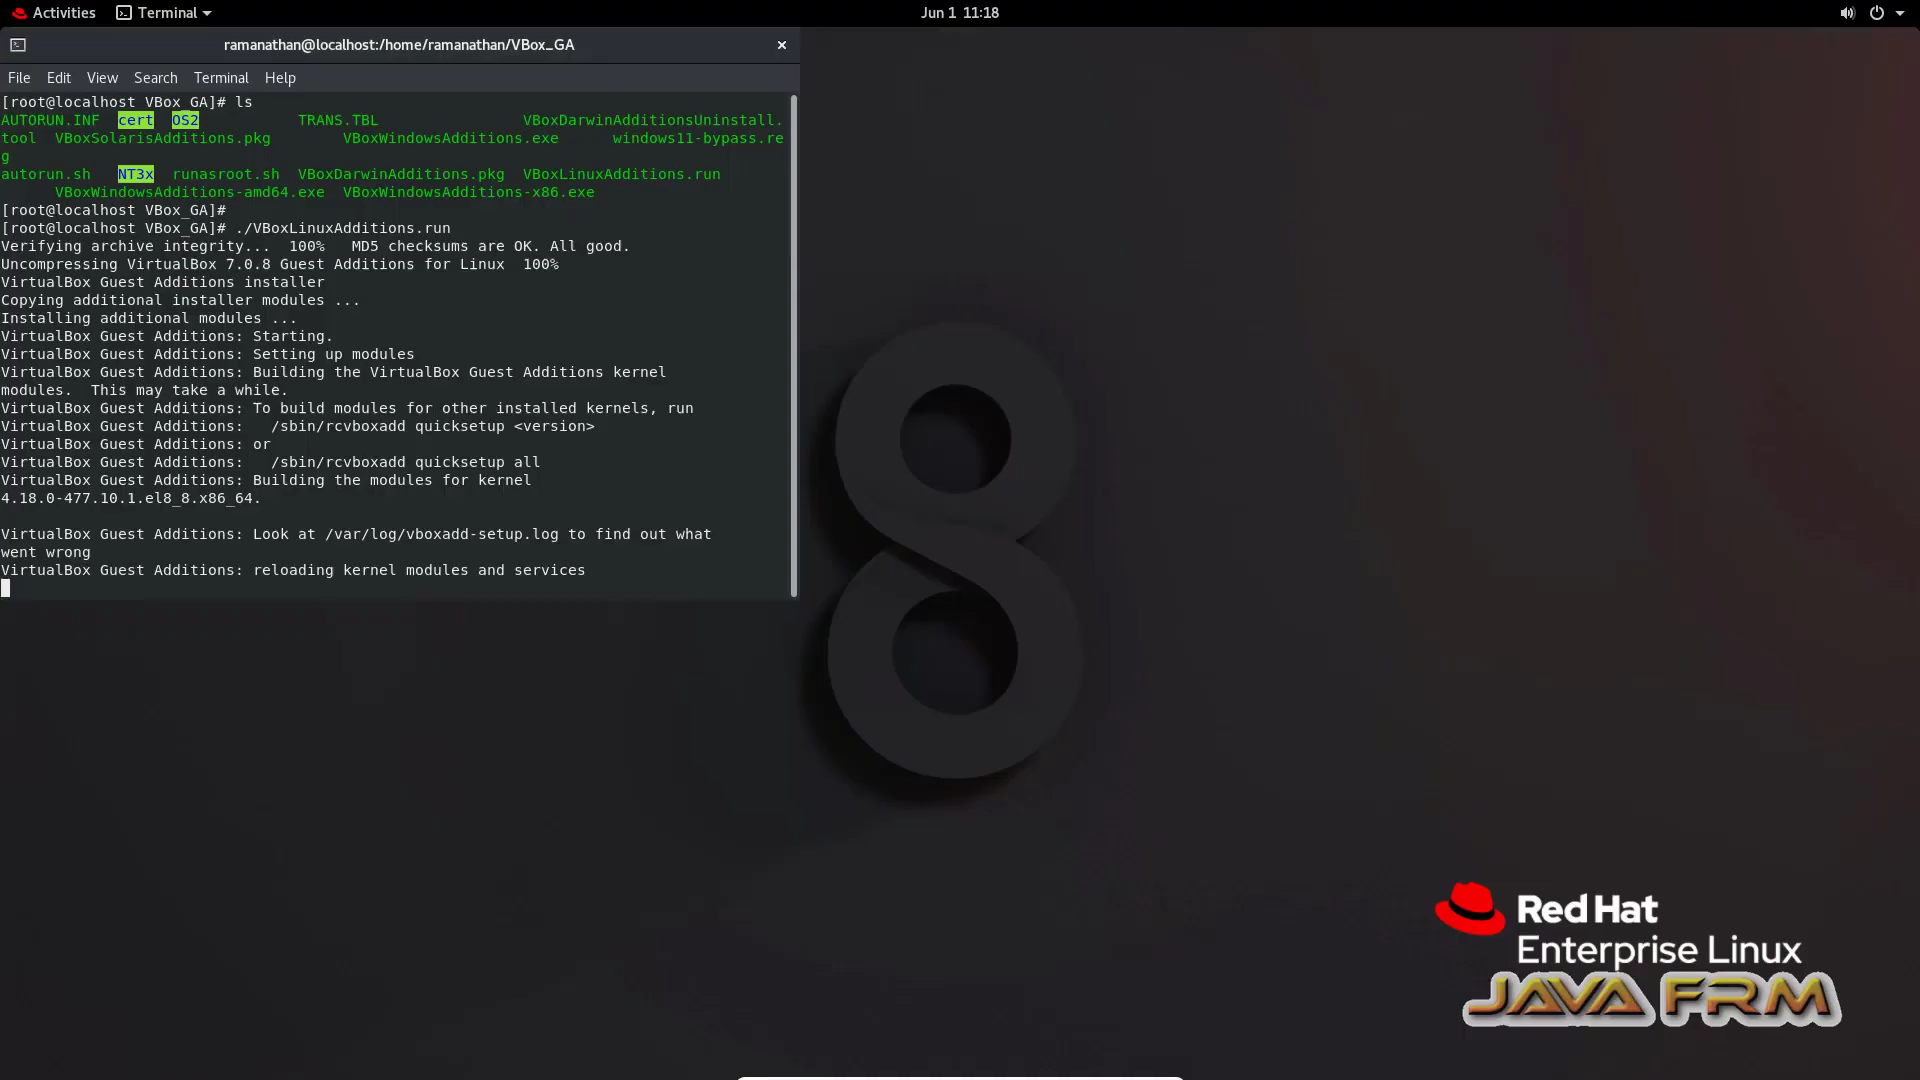 Activities Terminal Jun 1 11:18
ramanathan@localhost:/home/ramanathan/VBox_GA
File Edit View Search Terminal Help
[root@localhost VBox_GA]# ls
AUTORUN.INF cert OS2 TRANS.TBL VBoxDarwinAdditionsUninstall.
tool VBoxSolarisAdditions.pkg VBoxWindowsAdditions.exe windows11-bypass.re
g
autorun.sh NT3x runasroot.sh VBoxDarwinAdditions.pkg VBoxLinuxAdditions.run
VBoxWindowsAdditions-amd64.exe VBoxWindowsAdditions-x86.exe
[root@localhost VBox_GA]#
[root@localhost VBox_GA]# ./VBoxLinuxAdditions.run
Verifying archive integrity... 100% MD5 checksums are OK. All good.
Uncompressing VirtualBox 7.0.8 Guest Additions for Linux 100%
VirtualBox Guest Additions installer
Copying additional installer modules ...
Installing additional modules ...
VirtualBox Guest Additions: Starting.
VirtualBox Guest Additions: Setting up modules
VirtualBox Guest Additions: Building the VirtualBox Guest Additions kernel
modules. This may take a while.
VirtualBox Guest Additions: To build modules for other installed kernels, run
VirtualBox Guest Additions: /sbin/rcvboxadd quicksetup <version>
VirtualBox Guest Additions: or
VirtualBox Guest Additions: /sbin/rcvboxadd quicksetup all
VirtualBox Guest Additions: Building the modules for kernel
4.18.0-477.10.1.el8_8.x86_64.
VirtualBox Guest Additions: Look at /var/log/vboxadd-setup.log to find out what
went wrong
VirtualBox Guest Additions: reloading kernel modules and services
8
Red Hat
Enterprise Linux
JAVA FRM